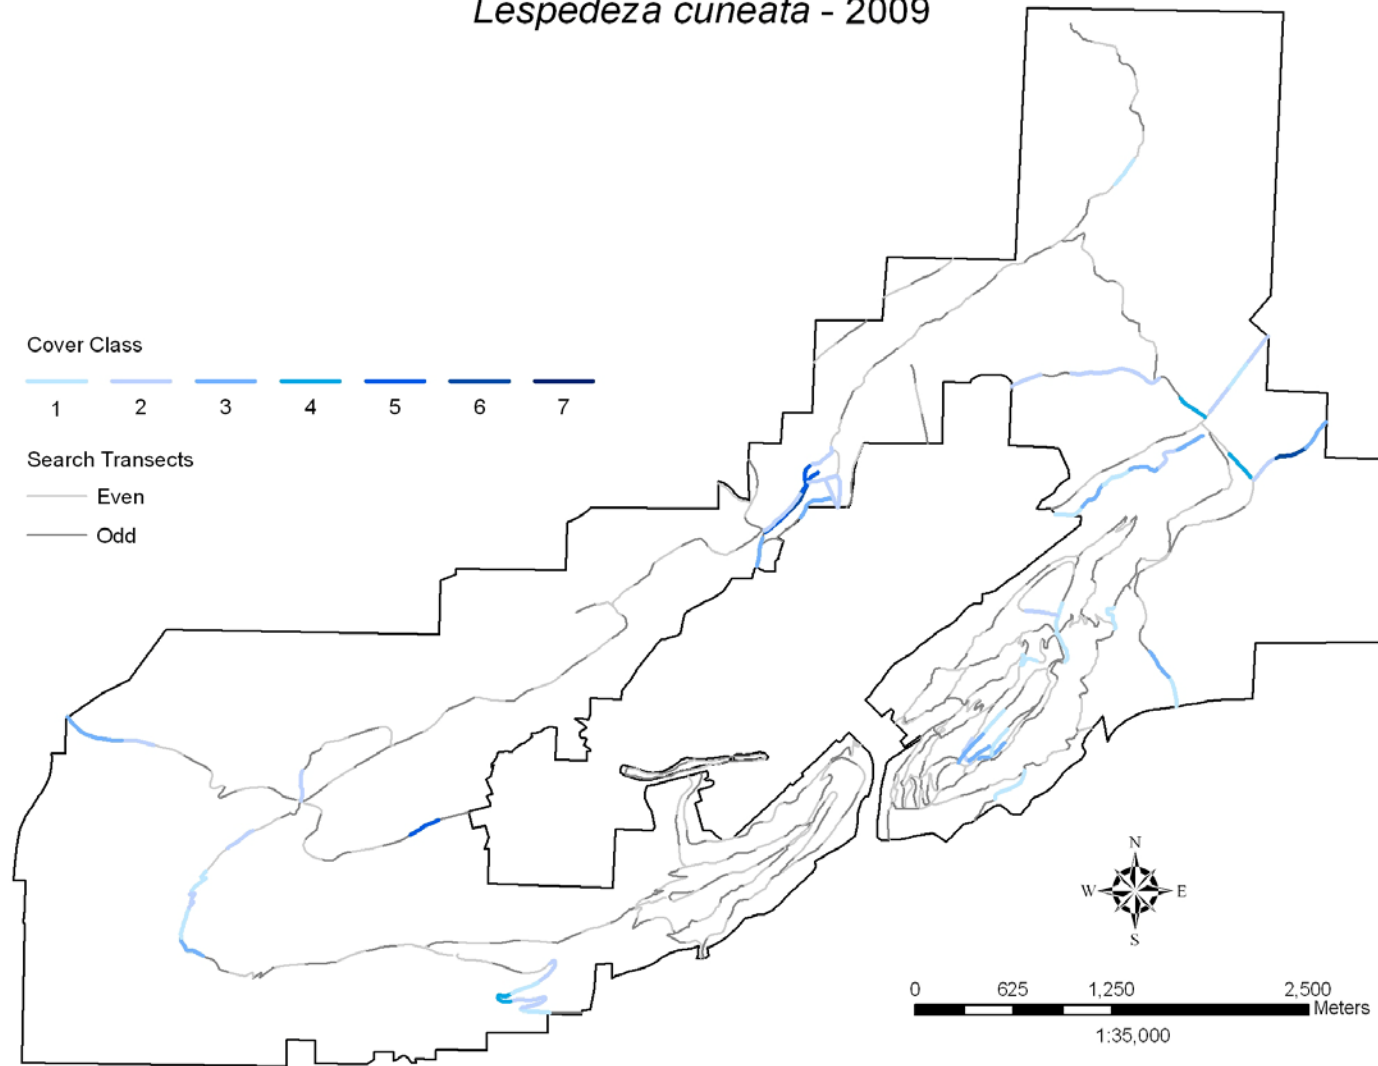 Lespedeza cuneata - 2009
Cover Class
1 2 3 4 5 6 7
Search Transects
Even
Odd
N
W E
S
0 625 1,250 2,500
Meters
1:35,000